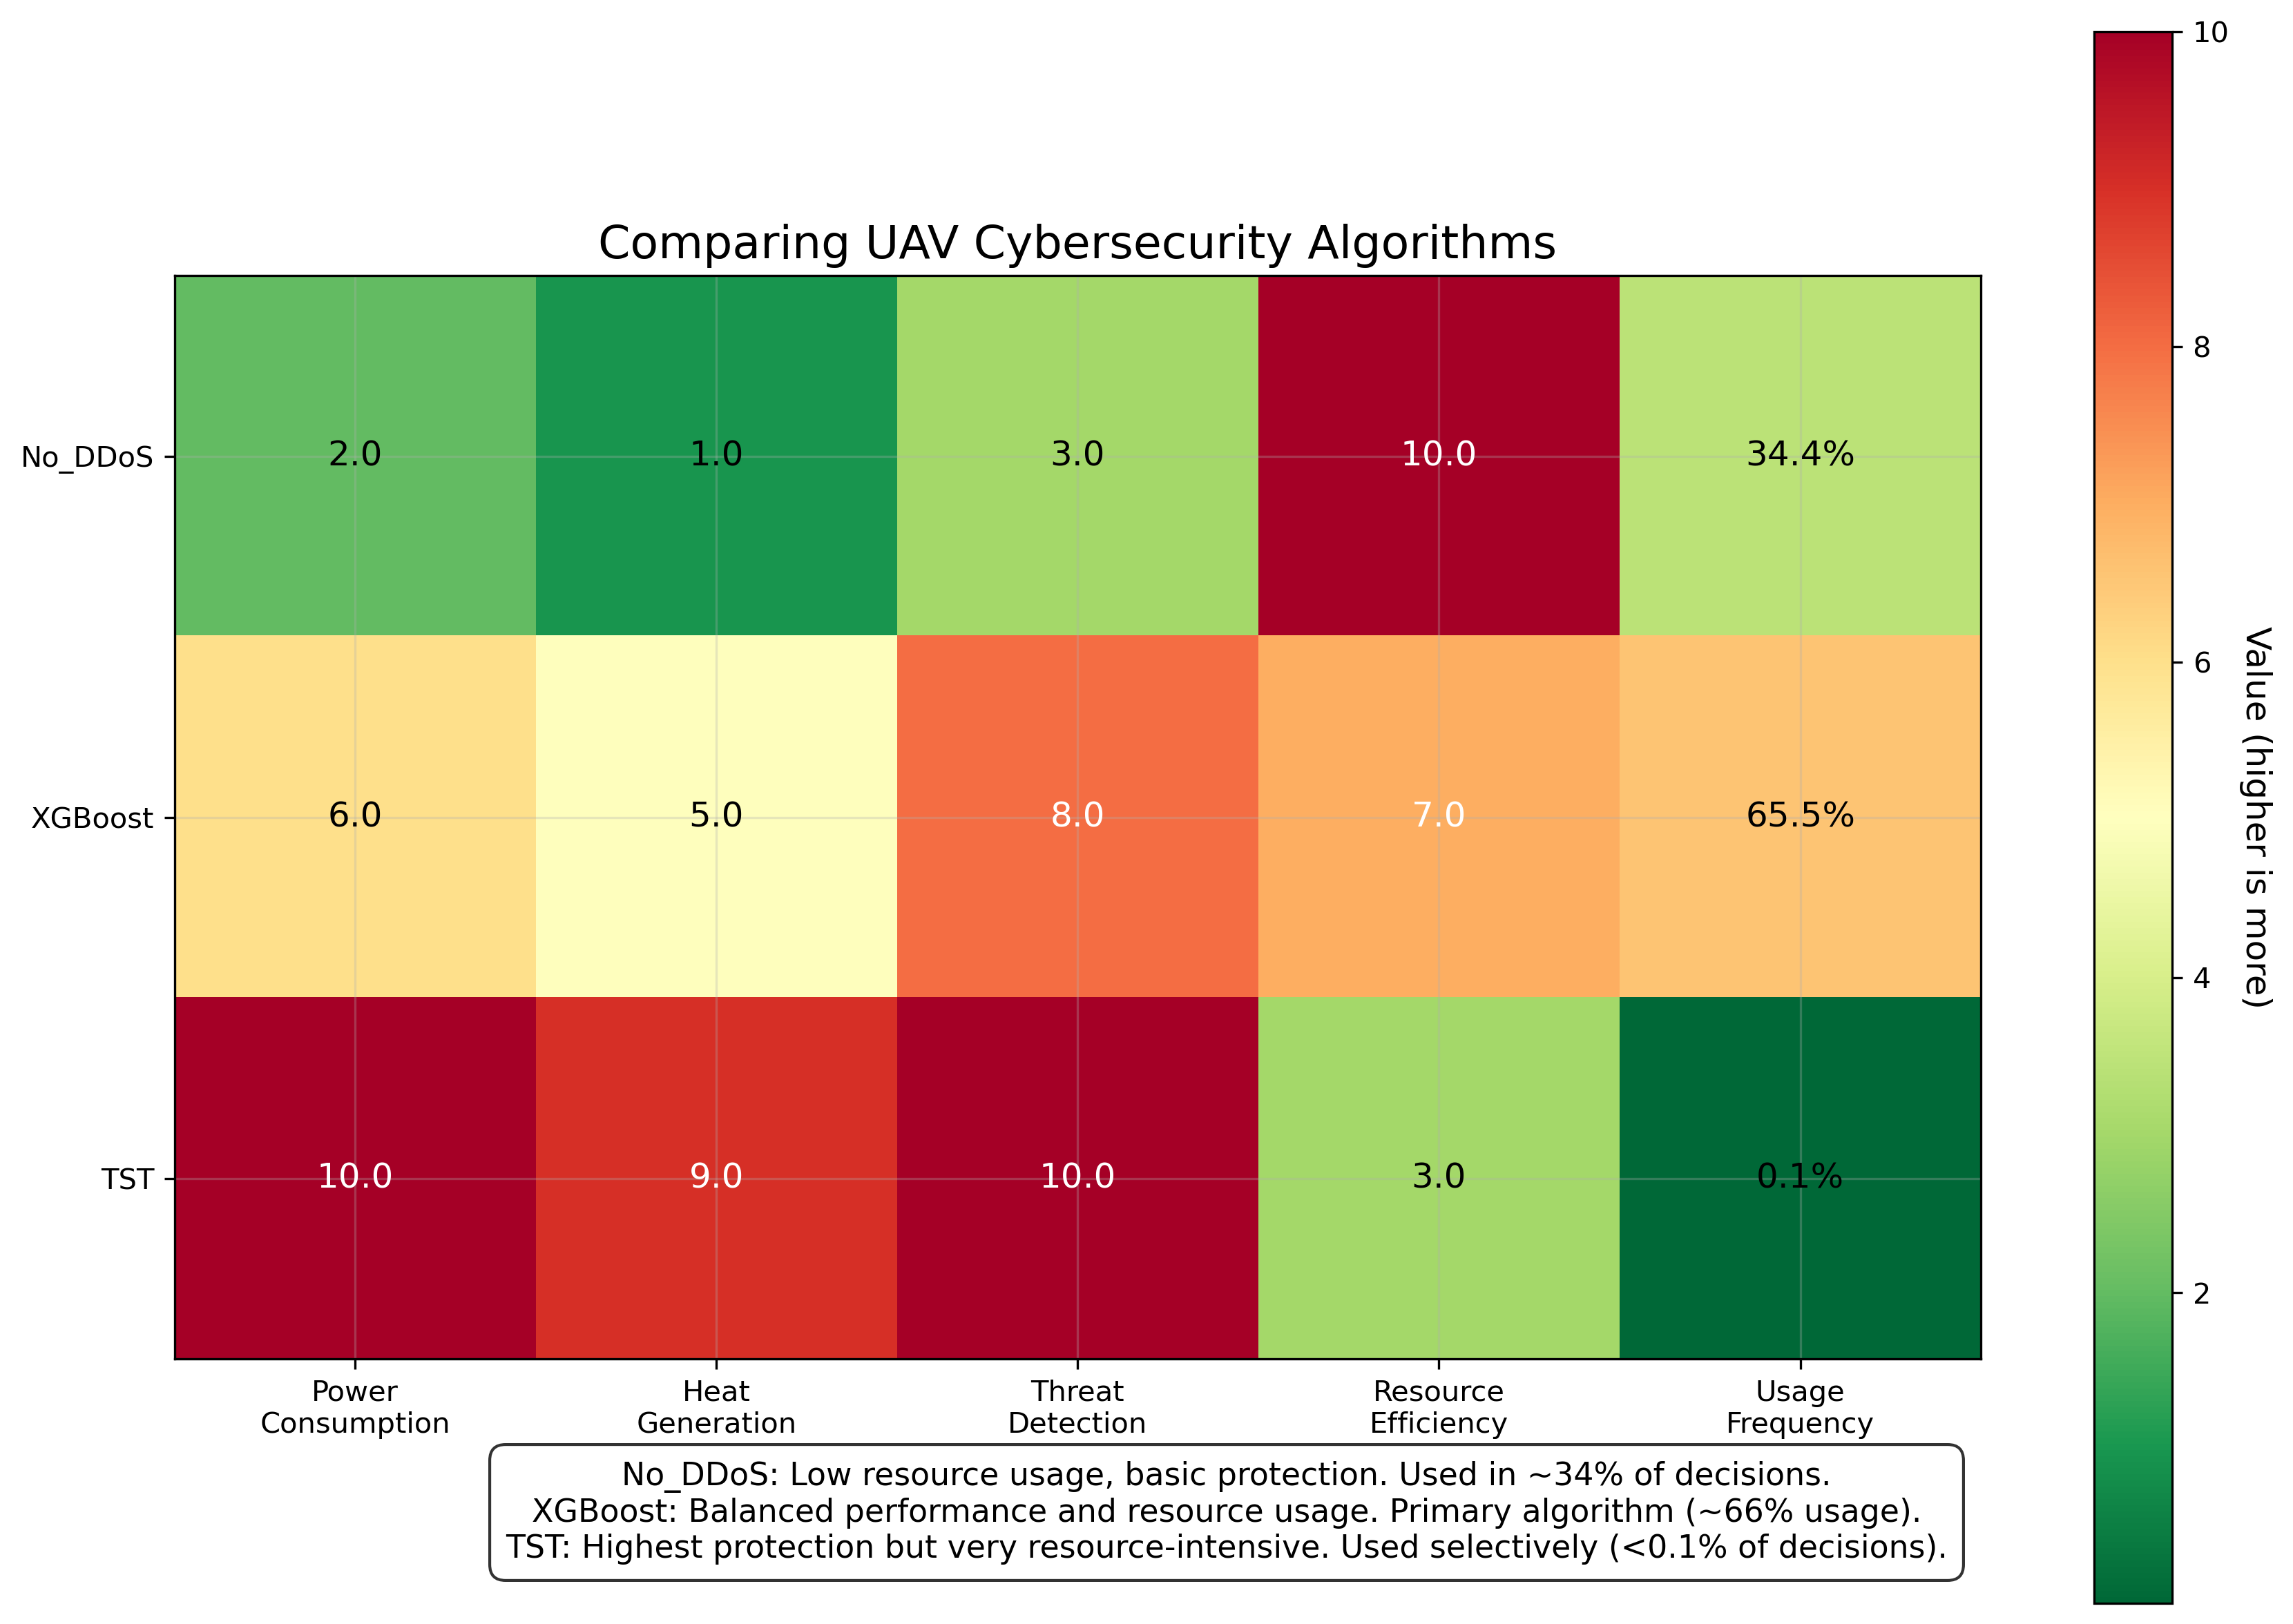 Comparing UAV Cybersecurity Algorithms
10
8
6
4
2
Value (higher is more)
No_DDoS
2.0
1.0
3.0
10.0
34.4%
XGBoost
6.0
5.0
8.0
7.0
65.5%
TST
10.0
9.0
10.0
3.0
0.1%
Power
Consumption
Heat
Generation
Threat
Detection
Resource
Efficiency
Usage
Frequency
No_DDoS: Low resource usage, basic protection. Used in ~34% of decisions.
XGBoost: Balanced performance and resource usage. Primary algorithm (~66% usage).
TST: Highest protection but very resource-intensive. Used selectively (<0.1% of decisions).